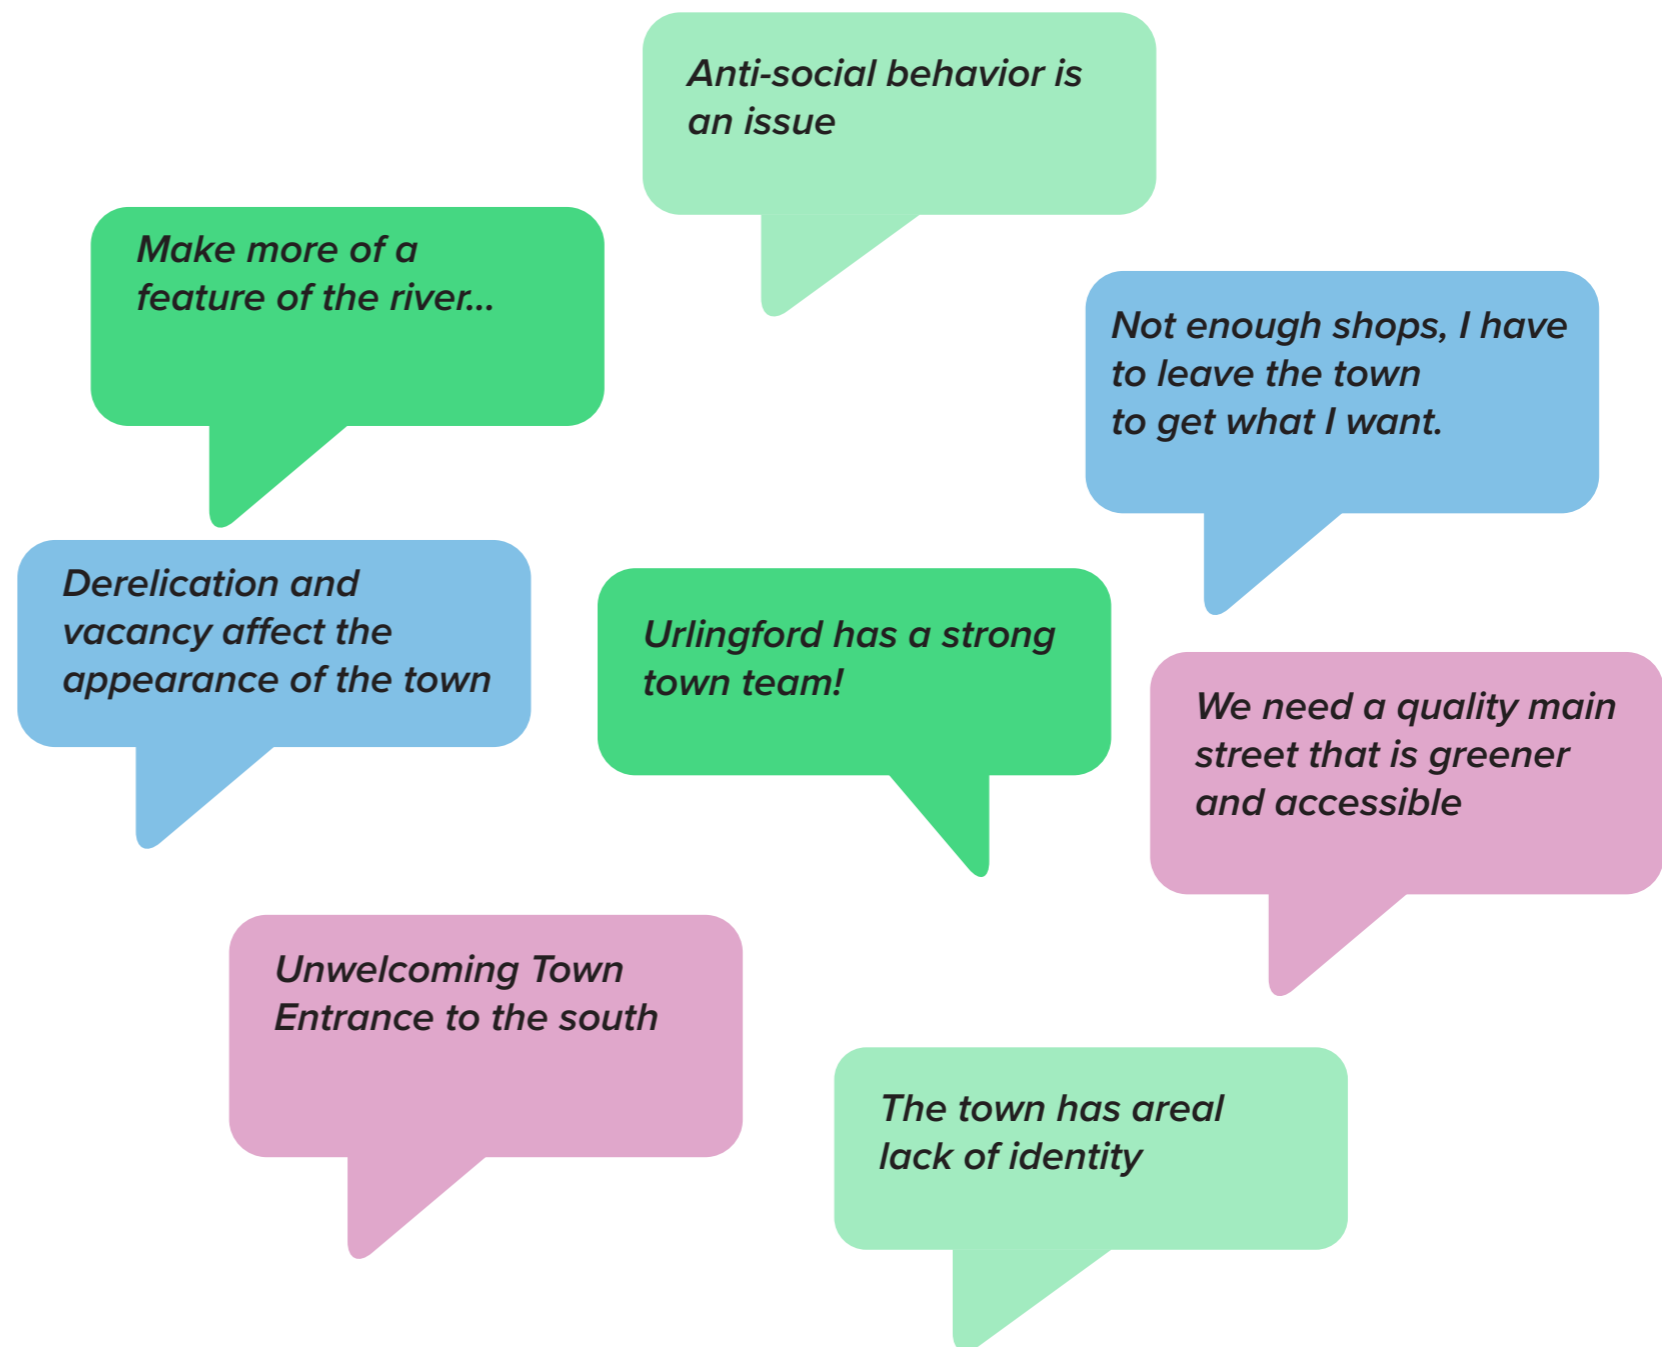 Anti-social behavior is
an issue
Make more of a
feature of the river...
Not enough shops, I have
to leave the town
to get what I want.
Derelication and
vacancy affect the
appearance of the town
Urlingford has a strong
town team!
We need a quality main
street that is greener
and accessible
Unwelcoming Town
Entrance to the south
The town has areal
lack of identity